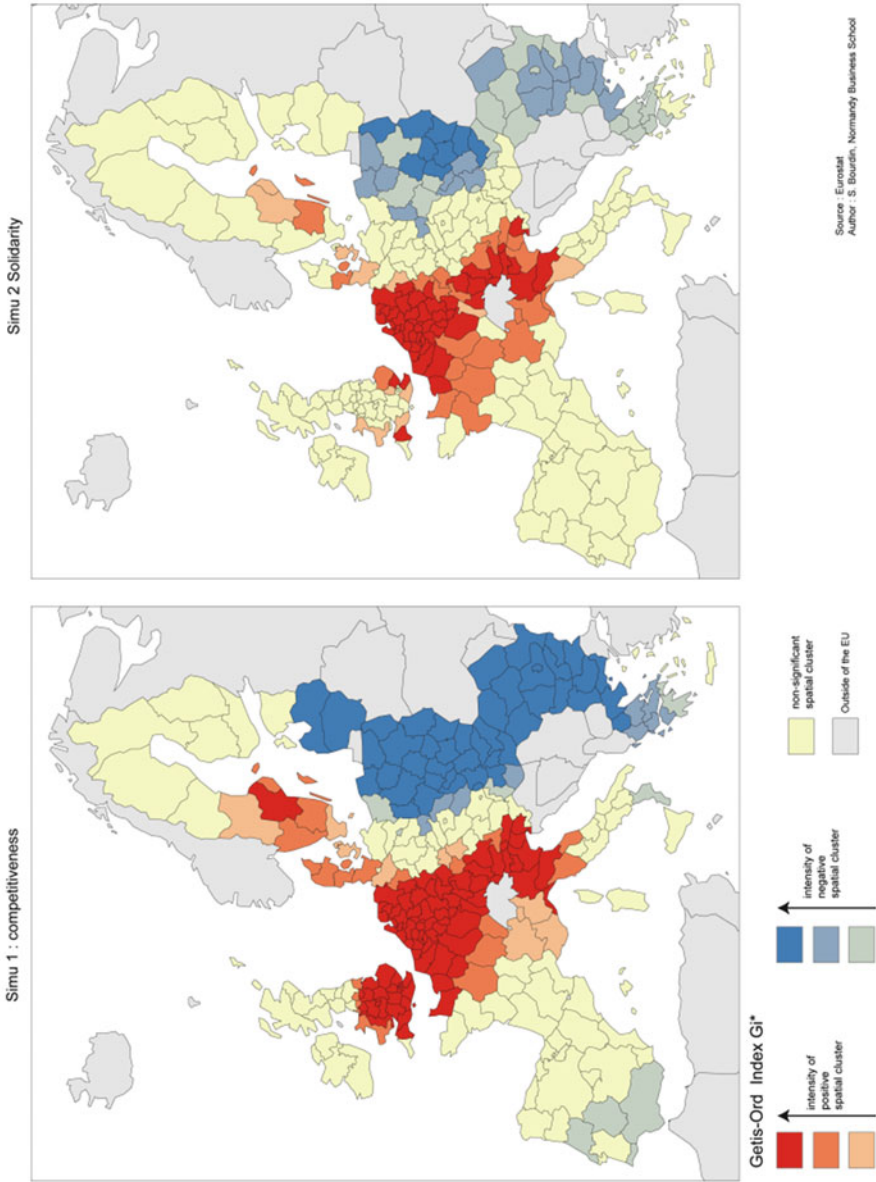 Simu 1 : competitiveness
Simu 2 Solidarity
Getis-Ord Index Gi*
intensity of
positive
spatial cluster
intensity of
negative
spatial cluster
non-significant
spatial cluster
Outside of the EU
Source : Eurostat
Author : S. Bourdin, Normandy Business School